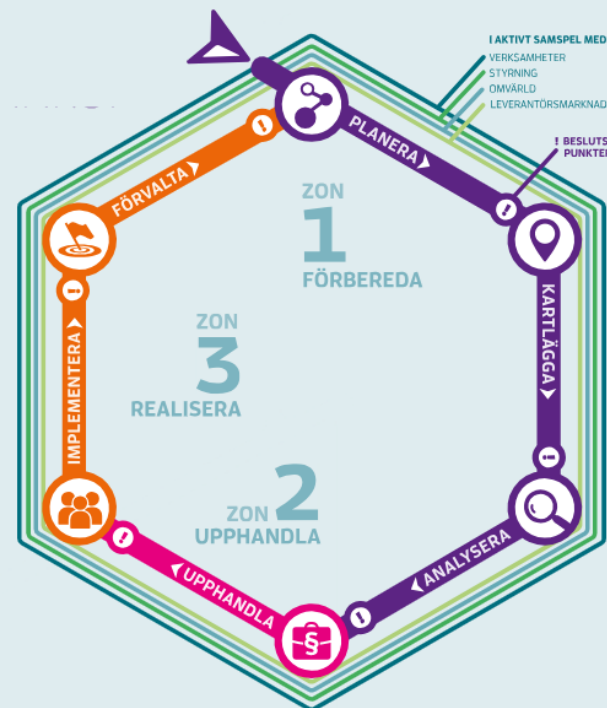 I AKTIVT SAMSPEL MED
VERKSAMHETER
STYRNING
OMVÄRLD
LEVERANTÖRSMARKNAD
! BESLUTS
PUNKTE
PLANERA
!
KARTLÄGGA
!
ANALYSERA
!
§
UPPHANDLA
!
IMPLEMENTERA
!
FÖRVALTA
!
ZON
1
FÖRBEREDA
ZON
3
REALISERA
ZON 2
UPPHANDLA